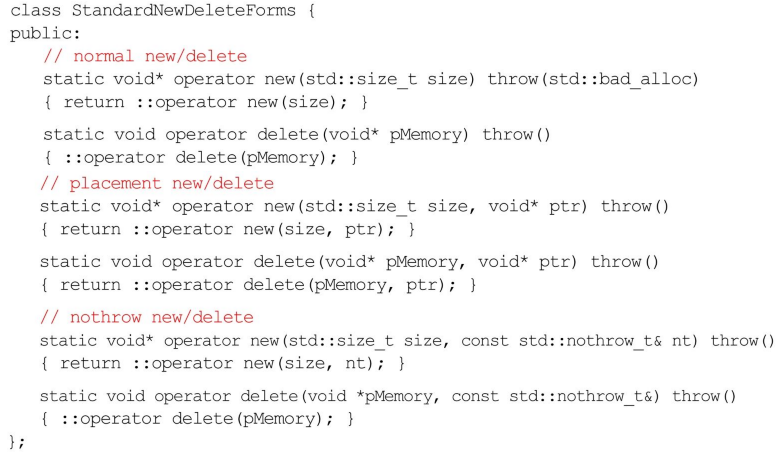 class StandardNewDeleteForms {
public:
// normal new/delete
static void* operator new(std::size_t size) throw(std::bad_alloc)
{ return ::operator new(size); }
static void operator delete(void* pMemory) throw()
{ ::operator delete(pMemory); }
// placement new/delete
static void* operator new(std::size_t size, void* ptr) throw()
{ return ::operator new(size, ptr); }
static void operator delete(void* pMemory, void* ptr) throw()
{ return ::operator delete(pMemory, ptr); }
// nothrow new/delete
static void* operator new(std::size_t size, const std::nothrow_t& nt) throw()
{ return ::operator new(size, nt); }
static void operator delete(void *pMemory, const std::nothrow_t&) throw()
{ ::operator delete(pMemory); }
};